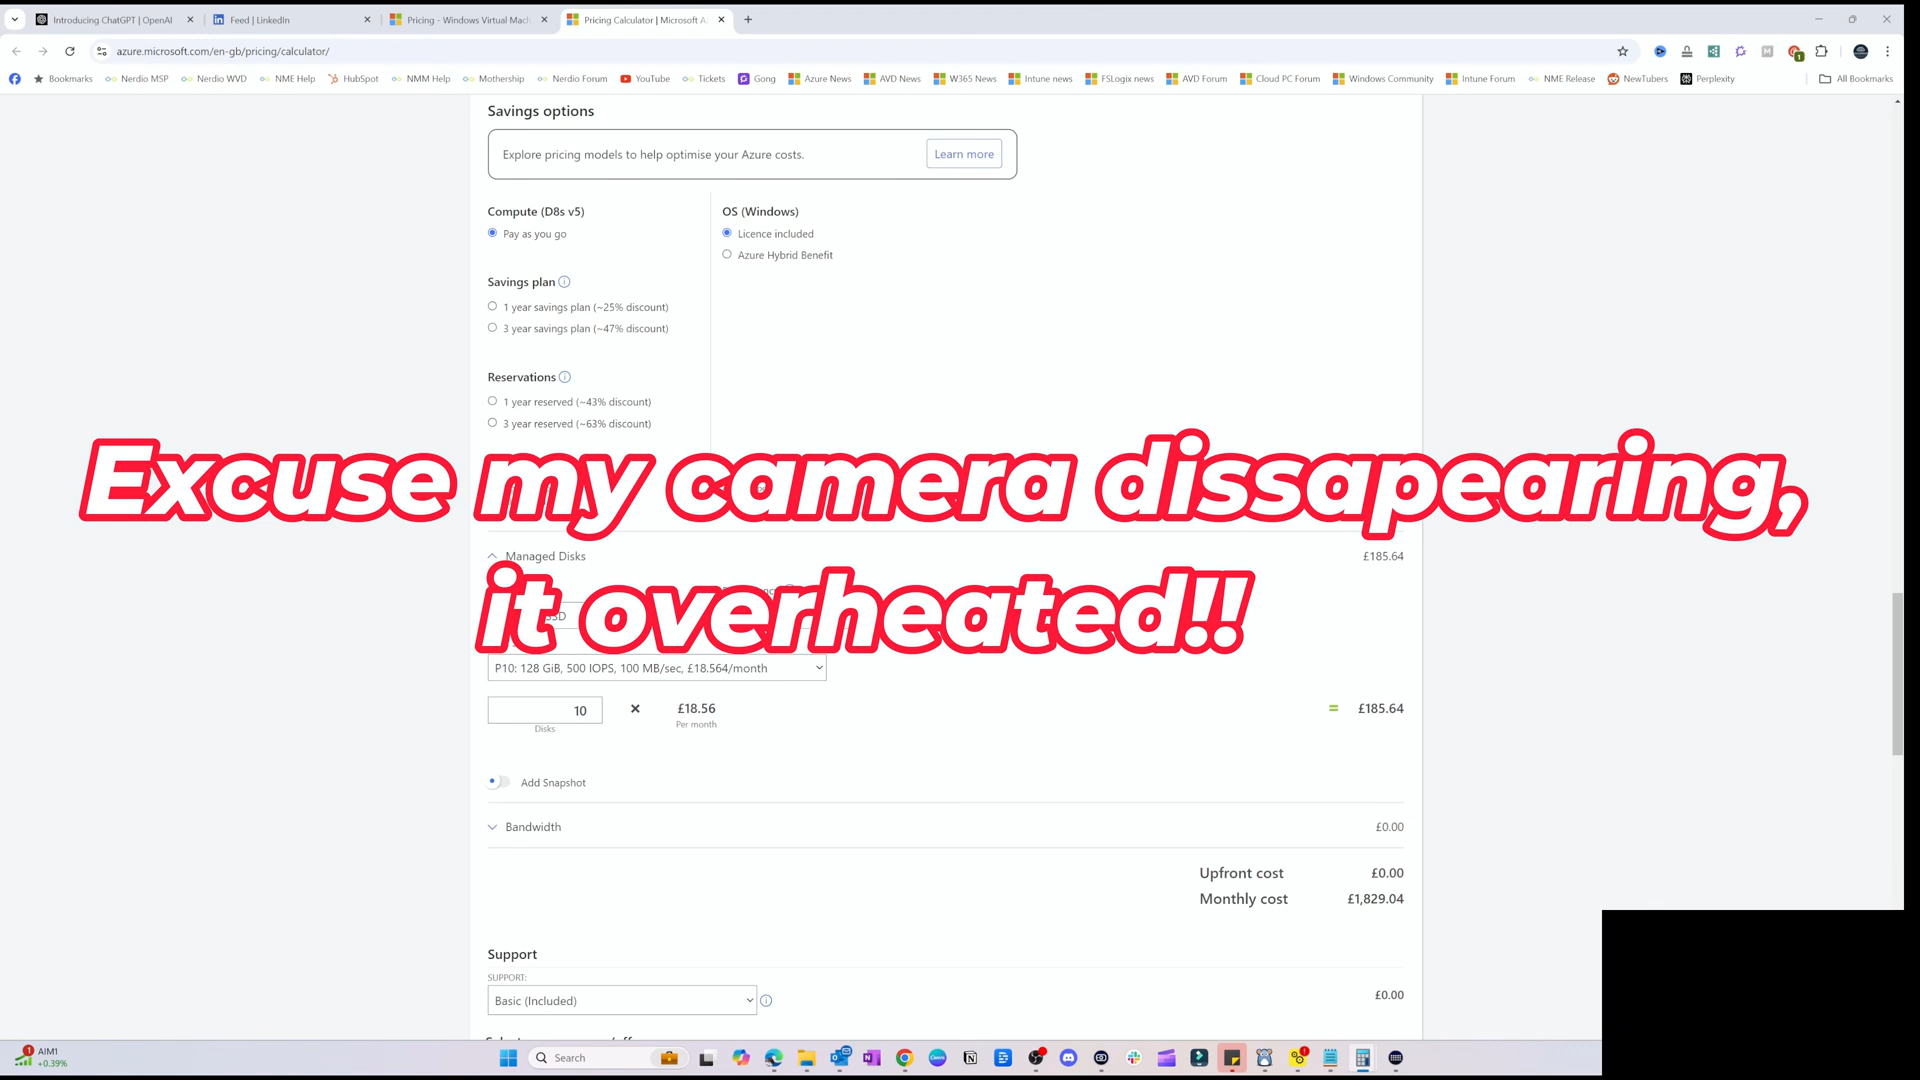 Introducing ChatGPT | OpenAI
Feed | LinkedIn
Pricing - Windows Virtual Mach
Pricing Calculator | Microsoft A
azure.microsoft.com/en-gb/pricing/calculator/
Bookmarks
Nerdio MSP
Nerdio WVD
NME Help
HubSpot
NMM Help
Mothership
Nerdio Forum
YouTube
Tickets
Gong
Azure News
AVD News
W365 News
Intune news
FSLogix news
AVD Forum
Cloud PC Forum
Windows Community
Intune Forum
NME Release
NewTubers
Perplexity
All Bookmarks
Savings options
Explore pricing models to help optimise your Azure costs.
Learn more
Compute (D8s v5)
OS (Windows)
Pay as you go
Licence included
Azure Hybrid Benefit
Savings plan
1 year savings plan (~25% discount)
3 year savings plan (~47% discount)
Reservations
1 year reserved (~43% discount)
3 year reserved (~63% discount)
Excuse my camera dissapearing,
it overheated!!
Managed Disks
£185.64
P10: 128 GiB, 500 IOPS, 100 MB/sec, £18.564/month
10
£18.56
= £185.64
Disks
Per month
Add Snapshot
Bandwidth
£0.00
Upfront cost
£0.00
Monthly cost
£1,829.04
Support
SUPPORT:
Basic (Included)
£0.00
AIM1
+0.39%
Search